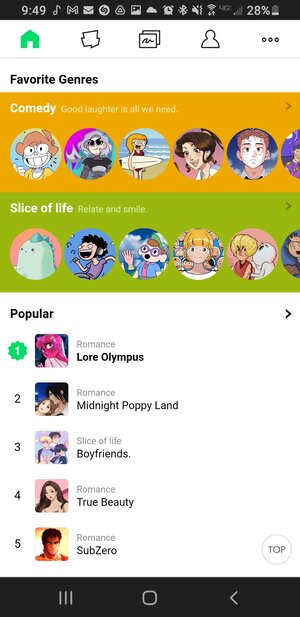 9:49
28%
Favorite Genres
Comedy Good laughter is all we need.
Slice of life Relate and smile.
Popular
1
Romance
Lore Olympus
2
Romance
Midnight Poppy Land
3
Slice of life
Boyfriends.
4
Romance
True Beauty
5
Romance
SubZero
TOP